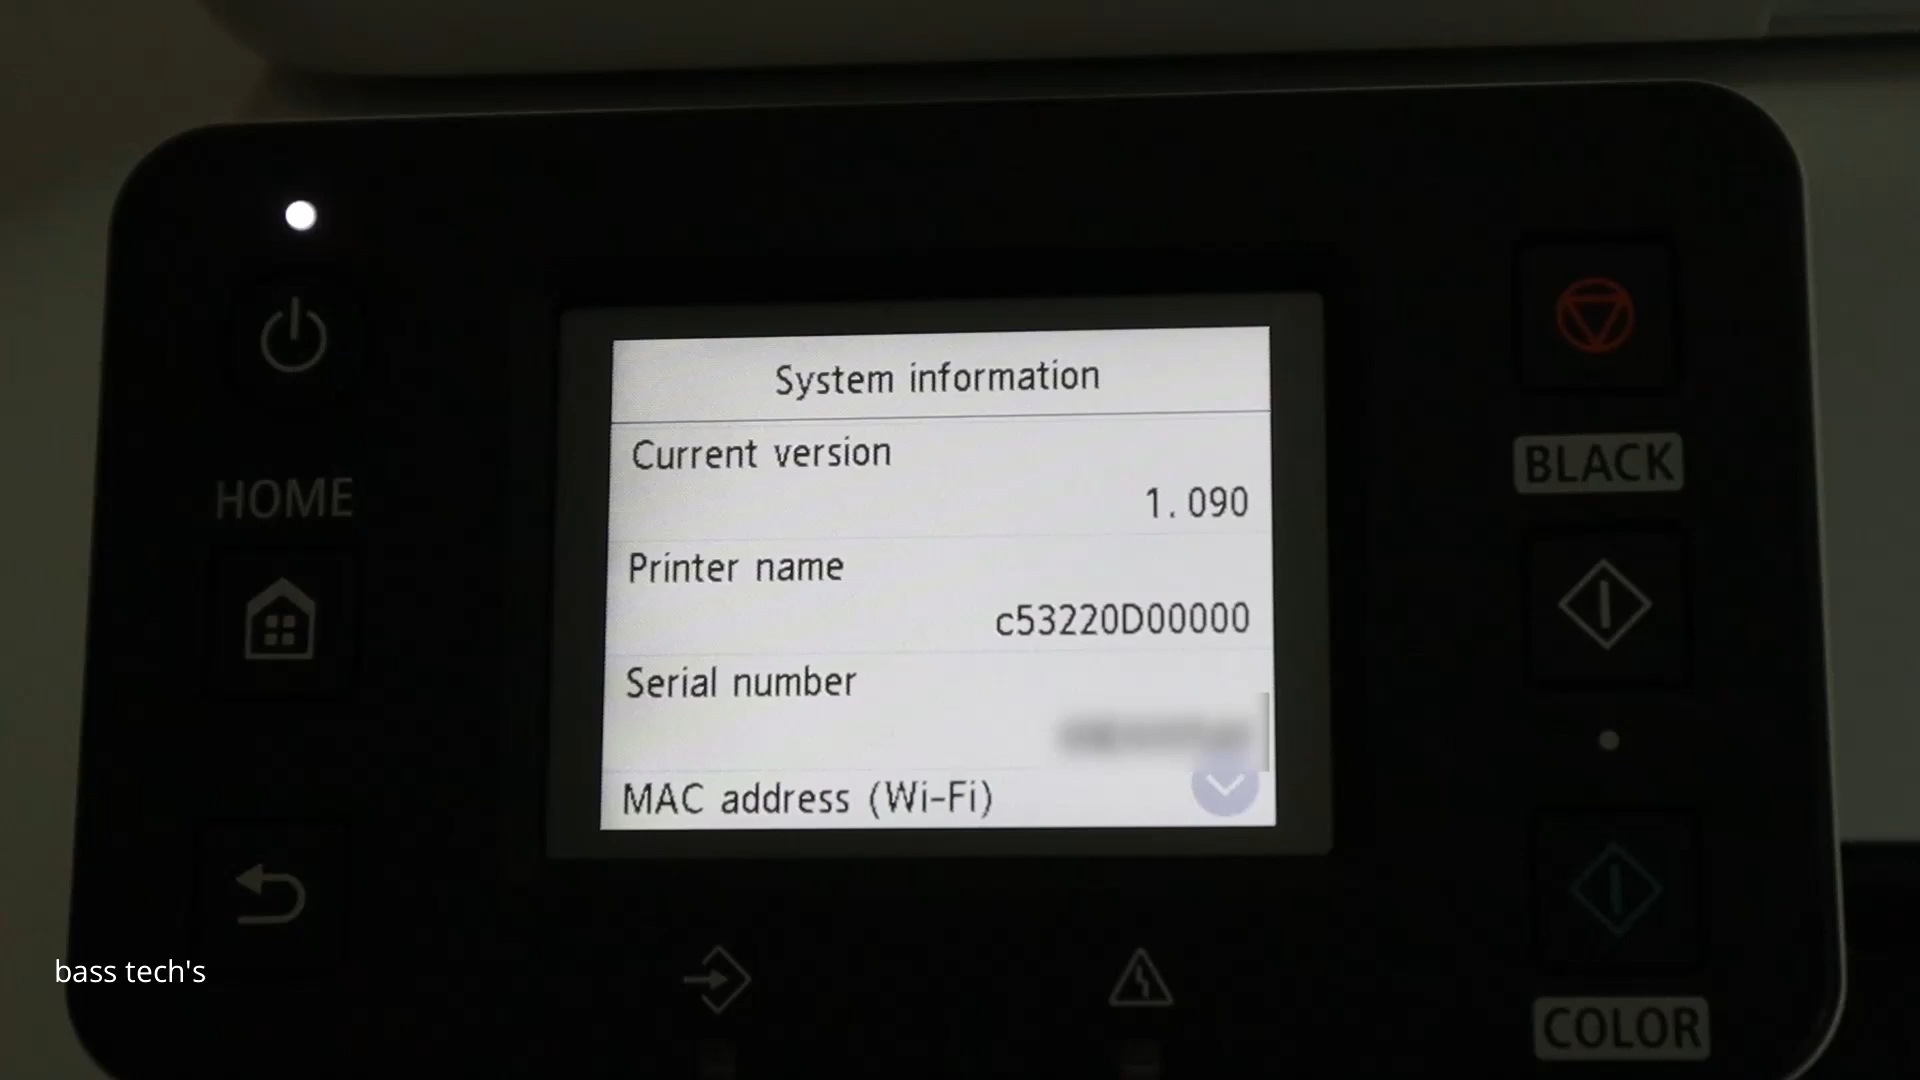 System information
Current version
1.090
Printer name
c53220D00000
Serial number
MAC address (Wi-Fi)
HOME
BLACK
COLOR
bass tech's